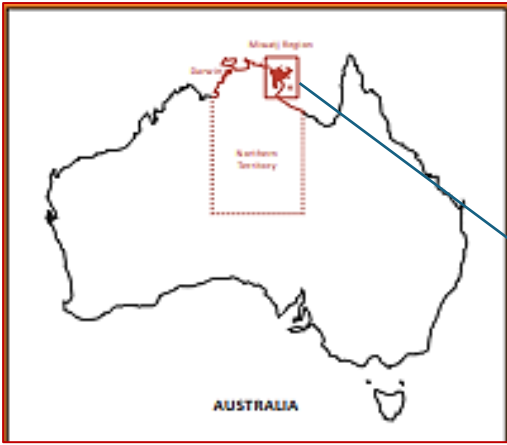 Miwatj Region
Darwin
Northern
Territory
AUSTRALIA